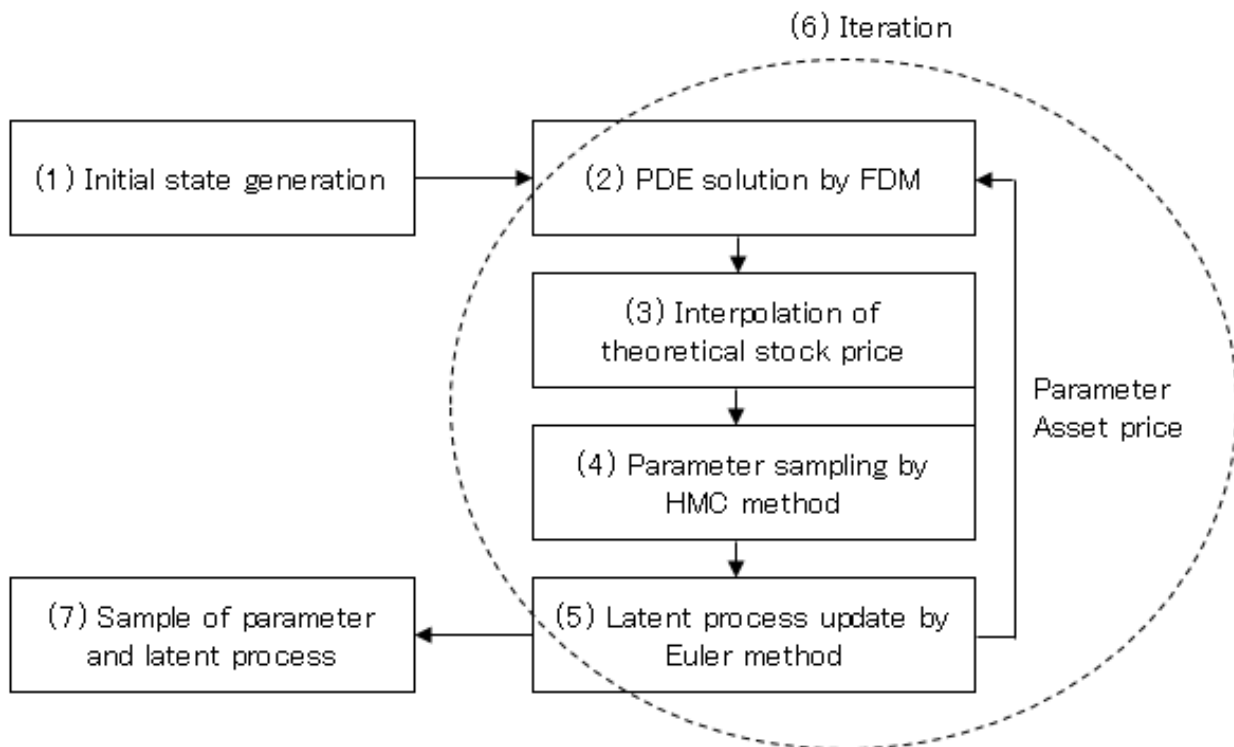 (6) Iteration
(1) Initial state generation
(2) PDE solution by FDM
(3) Interpolation of
theoretical stock price
Parameter
Asset price
(4) Parameter sampling by
HMC method
(7) Sample of parameter
and latent process
(5) Latent process update by
Euler method